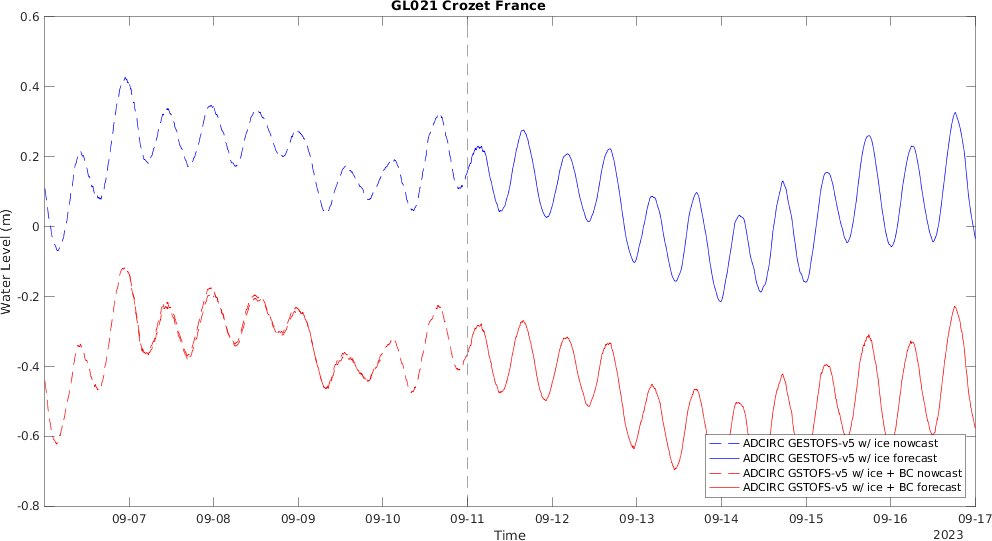 GL021 Crozet France
0.6
0.4
0.2
0
-0.2
-0.4
-0.6
-0.8
Water Level (m)
ADCIRC GESTOFS-v5 w/ ice nowcast
ADCIRC GESTOFS-v5 w/ ice forecast
ADCIRC GSTOFS-v5 w/ ice + BC nowcast
ADCIRC GSTOFS-v5 w/ ice + BC forecast
09-07 09-08 09-09 09-10 09-11 09-12 09-13 09-14 09-15 09-16 09-17
Time
2023